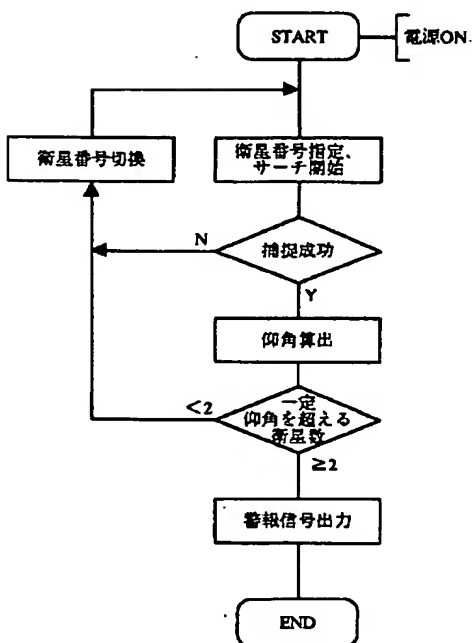 START
電源ON
衛星番号切換
衛星番号指定、
サーチ開始
N
捕捉成功
Y
仰角算出
<2
一定
仰角を超える
衛星数
≧2
警報信号出力
END